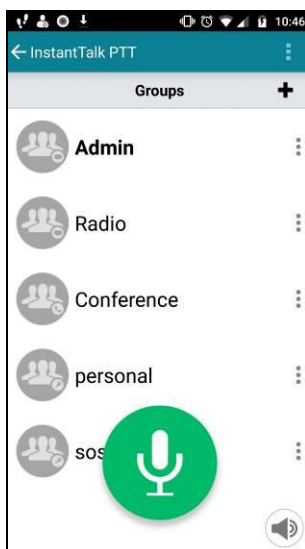 10:46
InstantTalk PTT
Groups
Admin
Radio
Conference
personal
sos